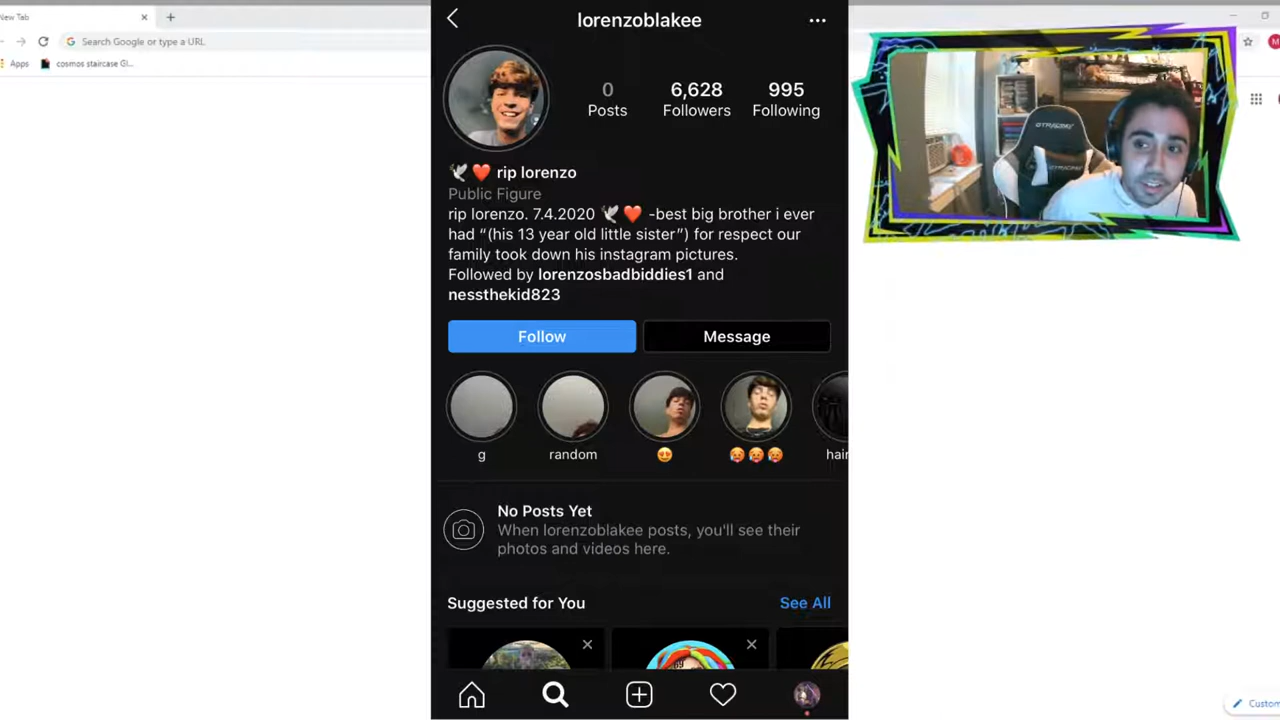 New Tab
Search Google or type a URL
Apps
cosmos staircase Gl...
lorenzoblakee
0
Posts
6,628
Followers
995
Following
🕊️ ❤️ rip lorenzo
Public Figure
rip lorenzo. 7.4.2020 🕊️ ❤️ -best big brother i ever
had “(his 13 year old little sister”) for respect our
family took down his instagram pictures.
Followed by lorenzosbadbiddies1 and
nessthekid823
Follow
Message
g
random
😍
🥵 🥵 🥵
hair
No Posts Yet
When lorenzoblakee posts, you'll see their
photos and videos here.
Suggested for You
See All
GTRACING
M
Custom